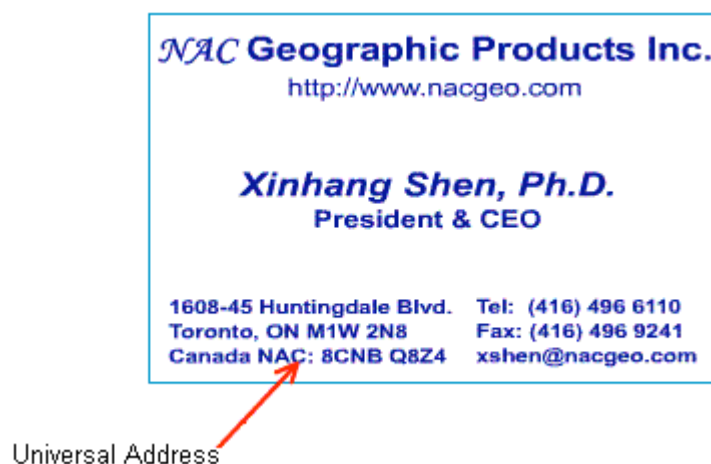 NAC Geographic Products Inc.
http://www.nacgeo.com
Xinhang Shen, Ph.D.
President & CEO
1608-45 Huntingdale Blvd. Tel: (416) 496 6110
Toronto, ON M1W 2N8 Fax: (416) 496 9241
Canada NAC: 8CNB Q8Z4 xshen@nacgeo.com
Universal Address